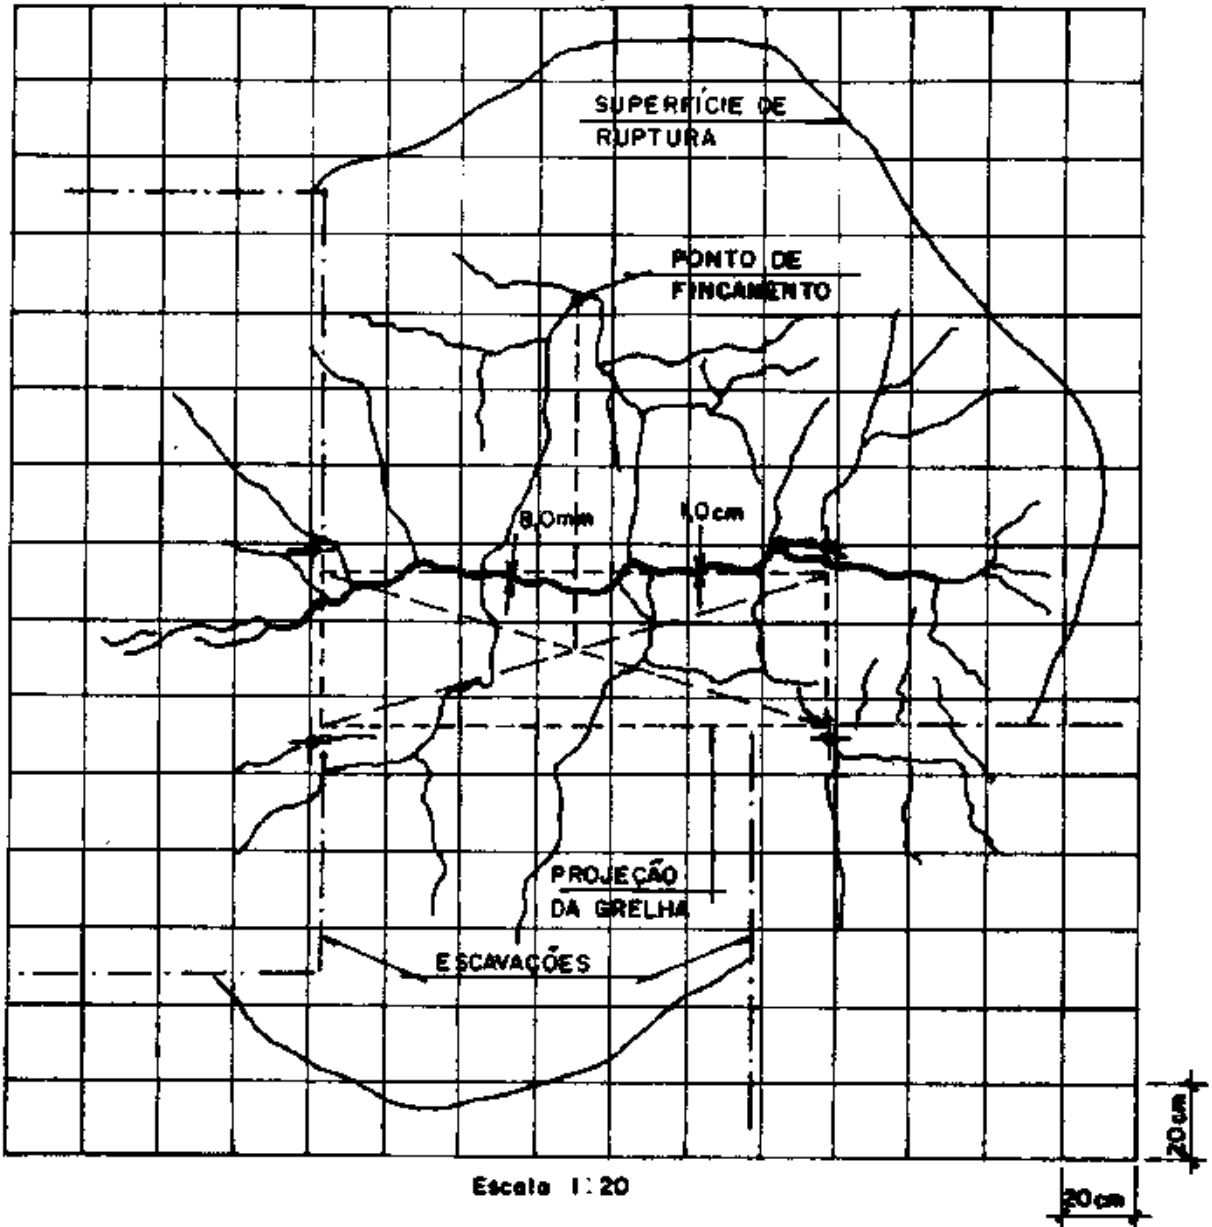 SUPERFÍCIE DE
RUPTURA
PONTO DE
FINCAMENTO
8,0mm
1,0cm
PROJEÇÃO
DA GRELHA
ESCAVAÇÕES
20cm
Escala 1:20
20cm